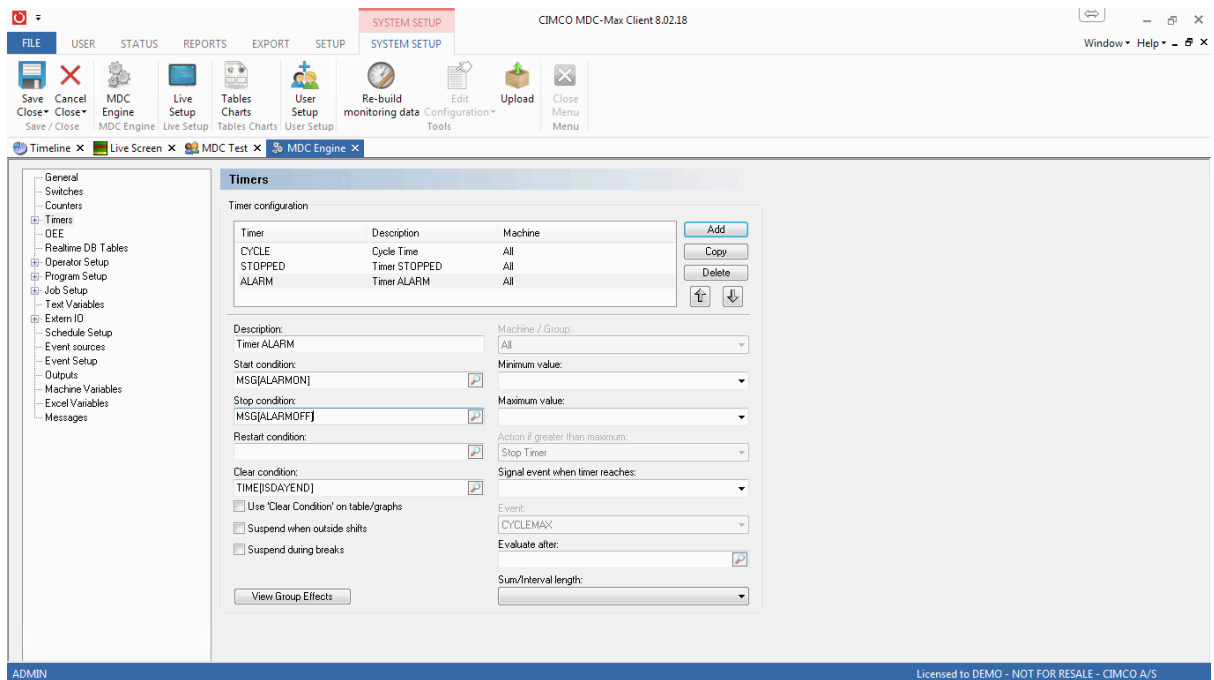 SYSTEM SETUP
CIMCO MDC-Max Client 8.02.18
FILE USER STATUS REPORTS EXPORT SETUP SYSTEM SETUP Window Help
Save Cancel MDC Live Tables User Re-build Edit Upload Close
Close Close Engine Setup Charts Setup monitoring data Configuration Menu
Save / Close MDC Engine Live Setup Tables Charts User Setup Tools Menu
Timeline Live Screen MDC Test MDC Engine
General
Switches
Counters
Timers
OEE
Realtime DB Tables
Operator Setup
Program Setup
Job Setup
Text Variables
Extern IO
Schedule Setup
Event sources
Event Setup
Outputs
Machine Variables
Excel Variables
Messages
Timers
Timer configuration
Timer Description Machine
CYCLE Cycle Time All
STOPPED Timer STOPPED All
ALARM Timer ALARM All
Add
Copy
Delete
Description: Machine / Group:
Timer ALARM All
Start condition: Minimum value:
MSG[ALARMON]
Stop condition: Maximum value:
MSG[ALARMOFF]
Restart condition: Action if greater than maximum:
Stop Timer
Clear condition: Signal event when timer reaches:
TIME[ISDAYEND]
Use 'Clear Condition' on table/graphs Event:
Suspend when outside shifts CYCLEMAX
Suspend during breaks Evaluate after:
Sum/Interval length:
View Group Effects
ADMIN Licensed to DEMO - NOT FOR RESALE - CIMCO A/S